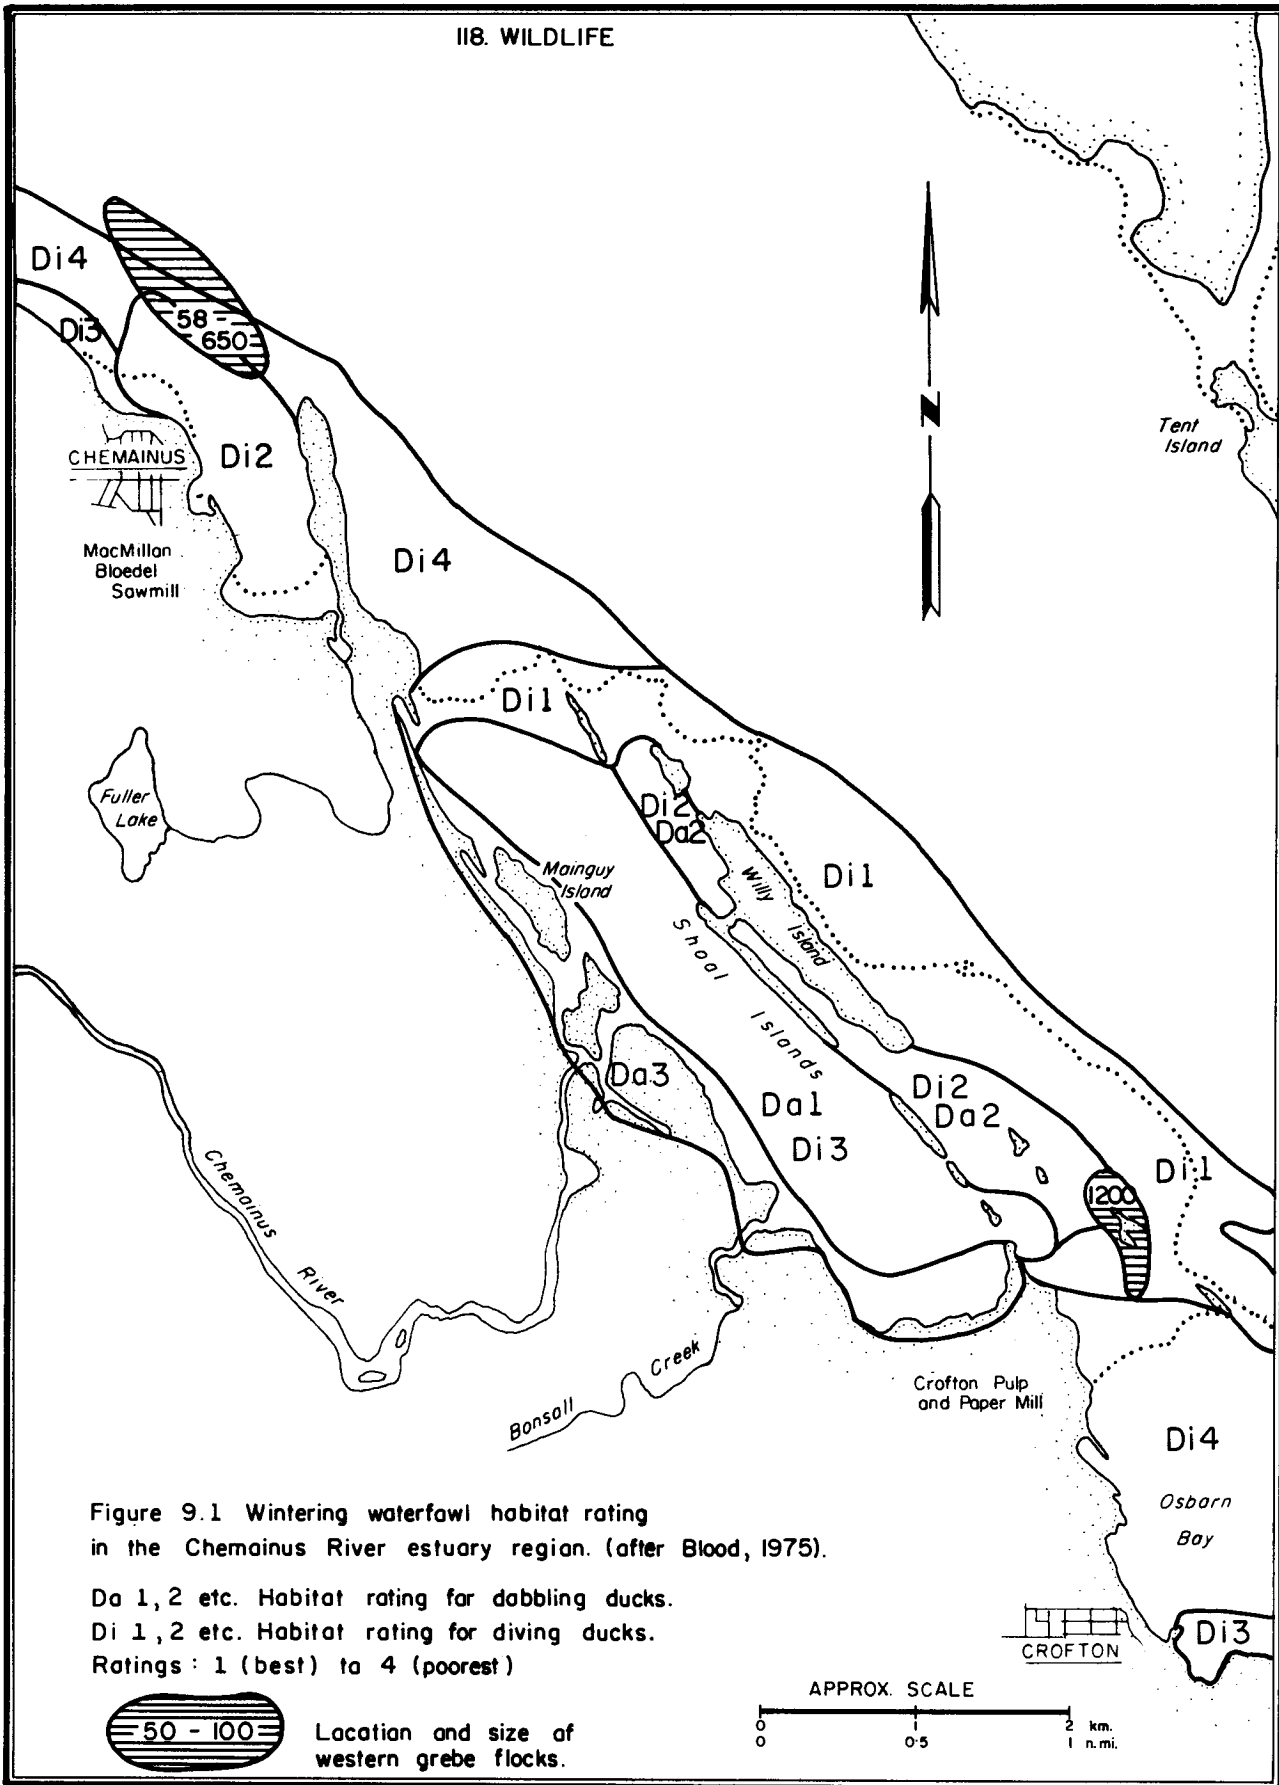 118. WILDLIFE
Di4
Di3
58 -
650
CHEMAINUS
Di2
MacMillan
Bloedel
Sawmill
Di4
N
Tent
Island
Di1
Fuller
Lake
Di2
Da2
Mainguy
Island
Willy
Island
Di1
Shoal
Islands
Da3
Da1
Di3
Di2
Da2
1200
Di1
Chemainus
River
Bonsall
Creek
Crofton Pulp
and Paper Mill
Di4
Osborn
Bay
CROFTON
Di3
Figure 9.1 Wintering waterfowl habitat rating
in the Chemainus River estuary region. (after Blood, 1975).
Da 1, 2 etc. Habitat rating for dabbling ducks.
Di 1, 2 etc. Habitat rating for diving ducks.
Ratings : 1 (best) to 4 (poorest)
50 - 100
Location and size of
western grebe flocks.
APPROX. SCALE
0 1 2 km.
0 0.5 1 n. mi.